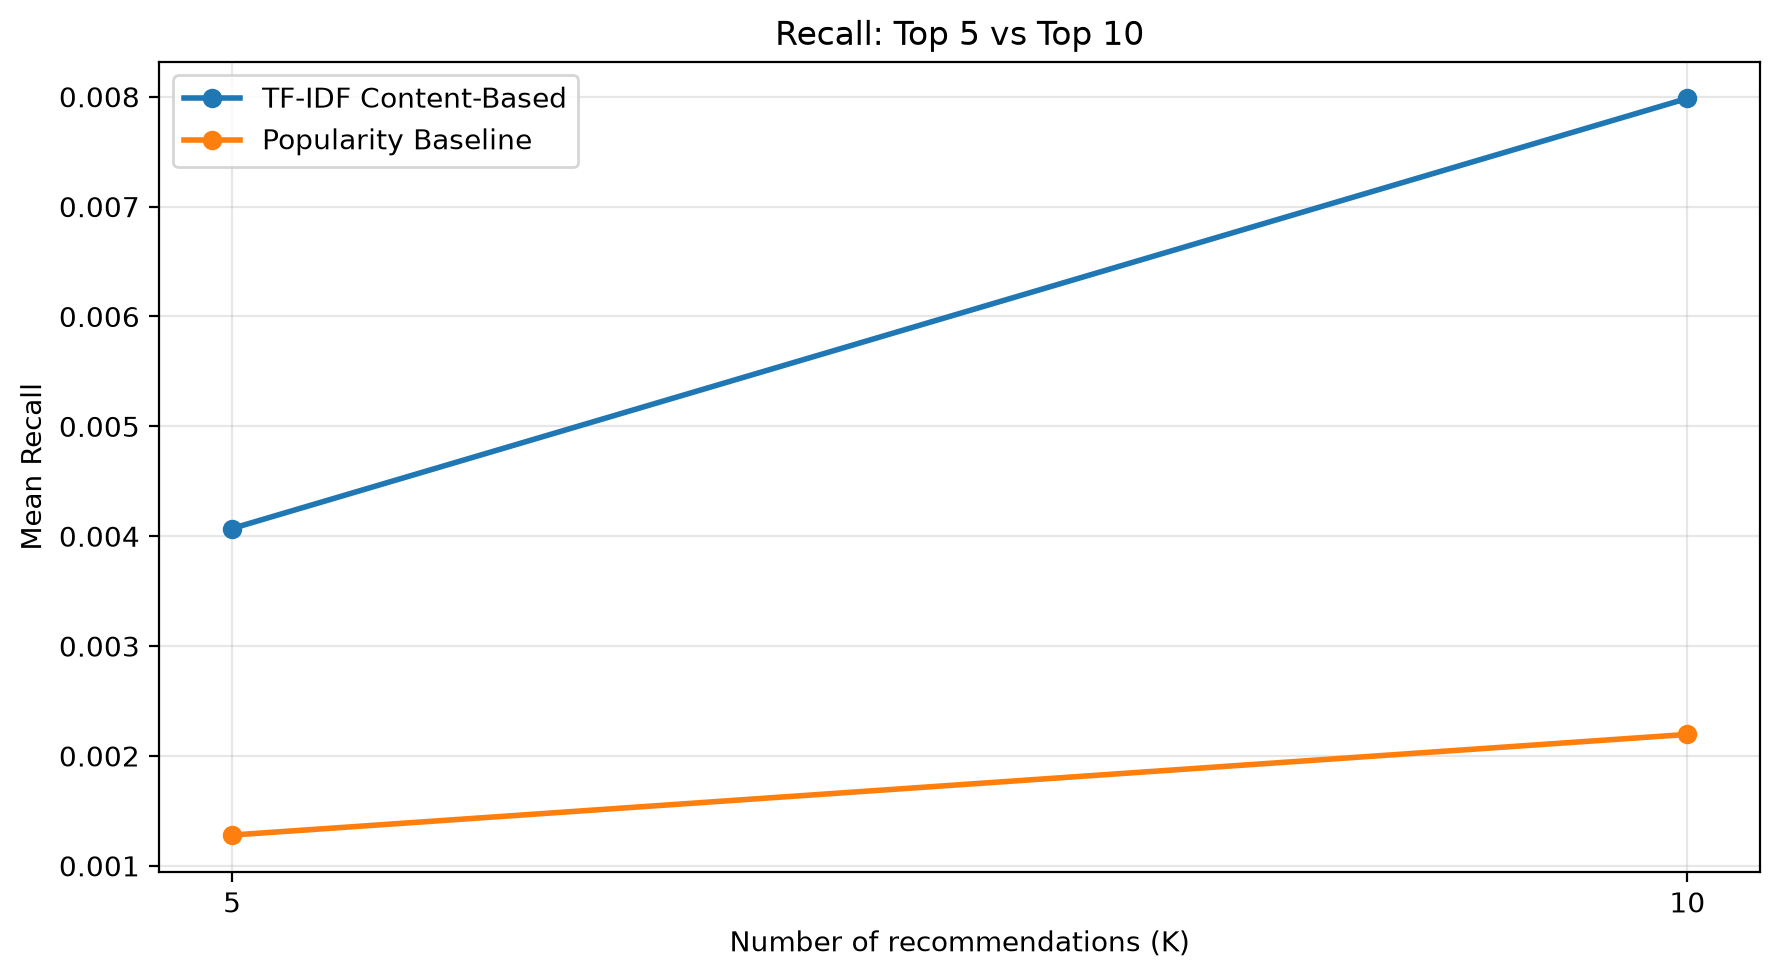 Recall: Top 5 vs Top 10
TF-IDF Content-Based
Popularity Baseline
Mean Recall
0.008
0.007
0.006
0.005
0.004
0.003
0.002
0.001
5
10
Number of recommendations (K)